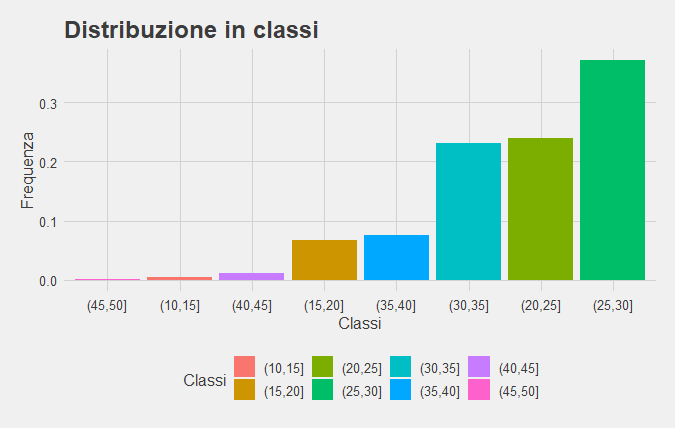 Distribuzione in classi
Frequenza
0.3
0.2
0.1
0.0
(45,50] (10,15] (40,45] (15,20] (35,40] (30,35] (20,25] (25,30]
Classi
Classi (10,15] (20,25] (30,35] (40,45]
(15,20] (25,30] (35,40] (45,50]